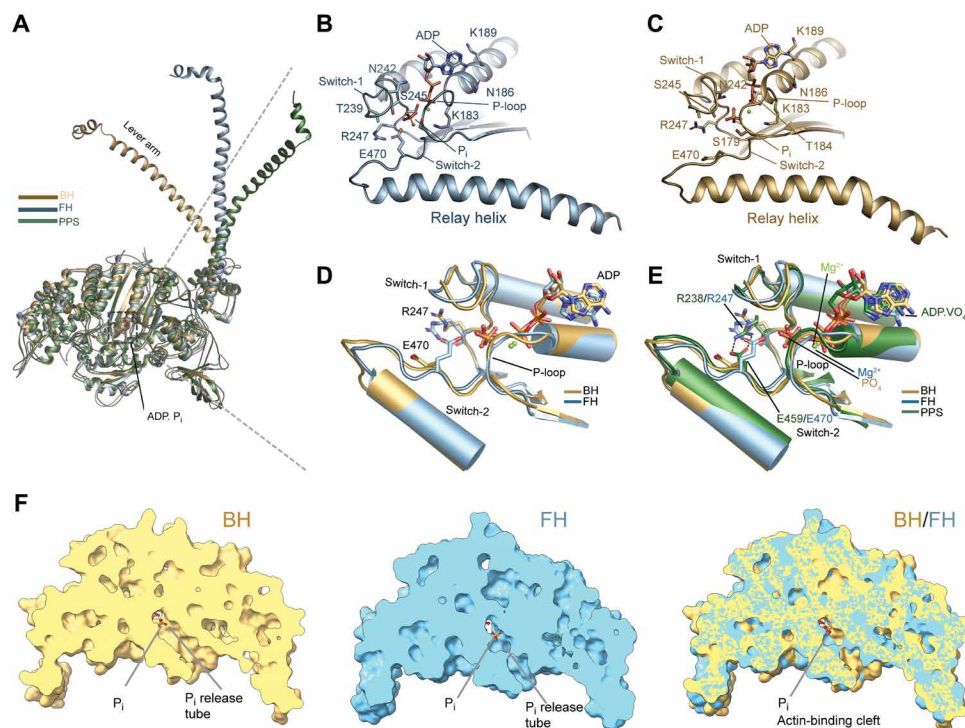 A
Lever arm
BH
FH
PPS
ADP. Pi
B
ADP
K189
Switch-1
N242
S245
N186
T239
P-loop
K183
R247
Pi
E470
Switch-2
Relay helix
C
ADP
K189
Switch-1
N242
S245
N186
P-loop
K183
R247
S179
T184
E470
Pi
Switch-2
Relay helix
D
Switch-1
ADP
R247
E470
P-loop
BH
FH
Switch-2
E
Switch-1
Mg2+
R238/R247
ADP.VO4
P-loop
Mg2+
PO4
BH
FH
PPS
E459/E470
Switch-2
F
BH
FH
BH/FH
Pi
Pi release
tube
Pi
Pi release
tube
Pi
Actin-binding cleft